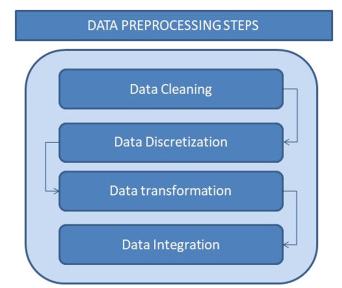 DATA PREPROCESSING STEPS
Data Cleaning
Data Discretization
Data transformation
Data Integration